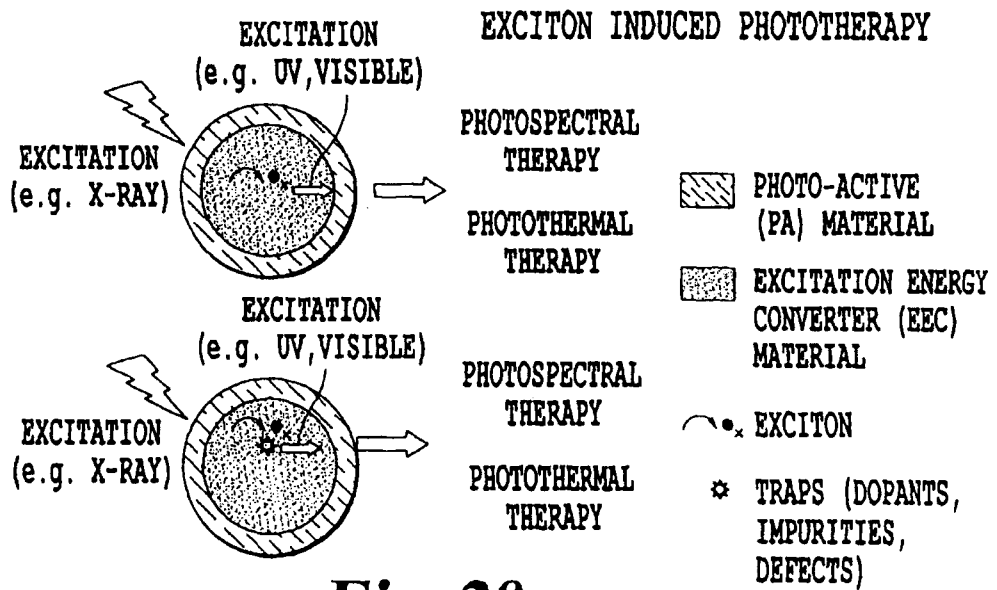 EXCITON INDUCED PHOTOTHERAPY
EXCITATION
(e.g. UV,VISIBLE)
EXCITATION
(e.g. X-RAY)
PHOTOSPECTRAL
THERAPY
PHOTOTHERMAL
THERAPY
EXCITATION
(e.g. UV,VISIBLE)
EXCITATION
(e.g. X-RAY)
PHOTOSPECTRAL
THERAPY
PHOTOTHERMAL
THERAPY
PHOTO-ACTIVE
(PA) MATERIAL
EXCITATION ENERGY
CONVERTER (EEC)
MATERIAL
EXCITON
TRAPS (DOPANTS,
IMPURITIES,
DEFECTS)
Fig.